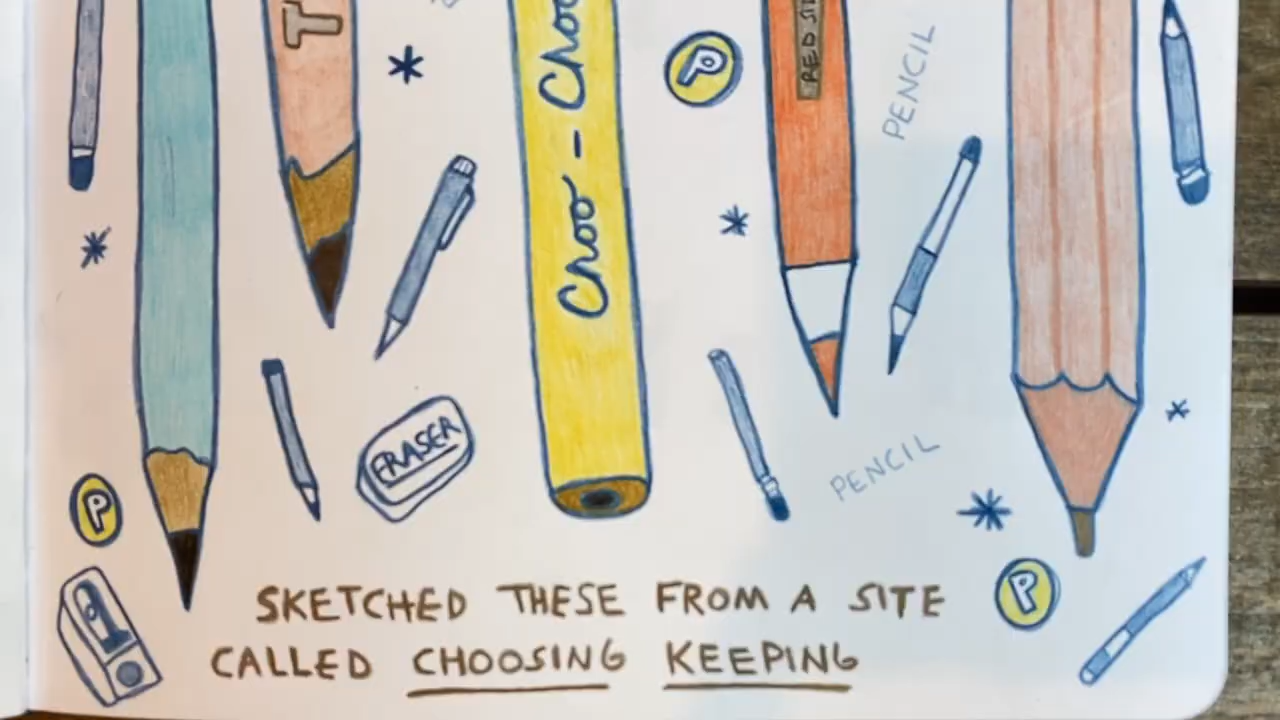 T
Choo-Choo
P
RED SI
PENCIL
ERASER
PENCIL
P
P
SKETCHED THESE FROM A SITE
CALLED CHOOSING KEEPING